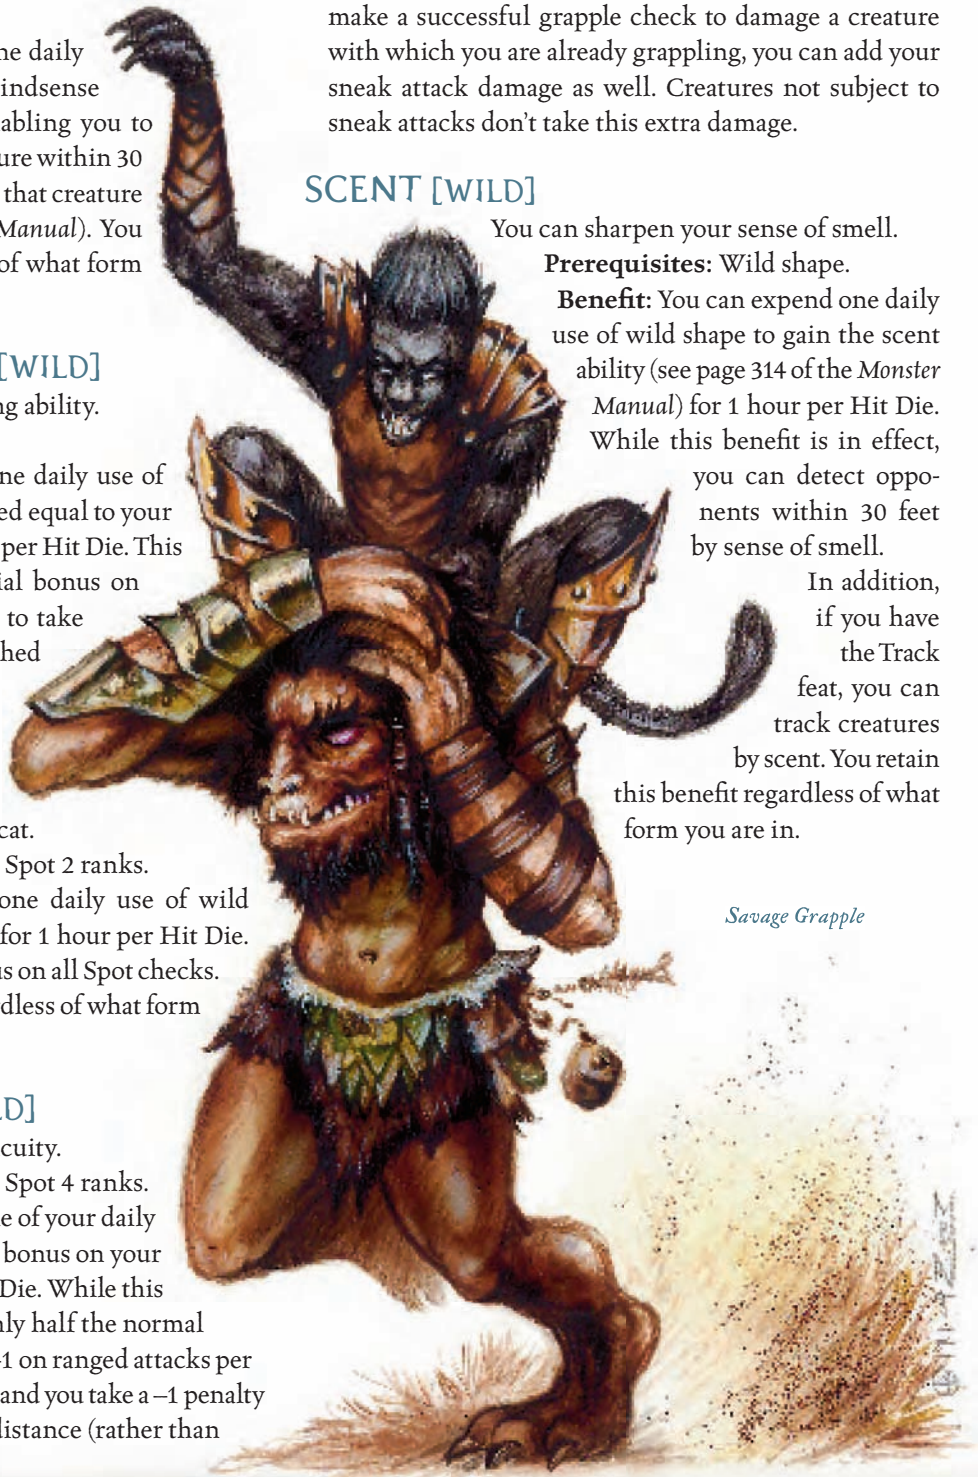 ne daily
indsense
abling you to
ure within 30
that creature
Manual). You
of what form
[WILD]
ng ability.
ne daily use of
ed equal to your
per Hit Die. This
ial bonus on
to take
hed
cat.
Spot 2 ranks.
one daily use of wild
for 1 hour per Hit Die.
us on all Spot checks.
rdless of what form
LD]
cuity.
Spot 4 ranks.
e of your daily
bonus on your
Die. While this
nly half the normal
–1 on ranged attacks per
and you take a –1 penalty
distance (rather than
make a successful grapple check to damage a creature
with which you are already grappling, you can add your
sneak attack damage as well. Creatures not subject to
sneak attacks don't take this extra damage.
SCENT [WILD]
You can sharpen your sense of smell.
Prerequisites: Wild shape.
Benefit: You can expend one daily
use of wild shape to gain the scent
ability (see page 314 of the Monster
Manual) for 1 hour per Hit Die.
While this benefit is in effect,
you can detect oppo-
nents within 30 feet
by sense of smell.
In addition,
if you have
the Track
feat, you can
track creatures
by scent. You retain
this benefit regardless of what
form you are in.
Savage Grapple